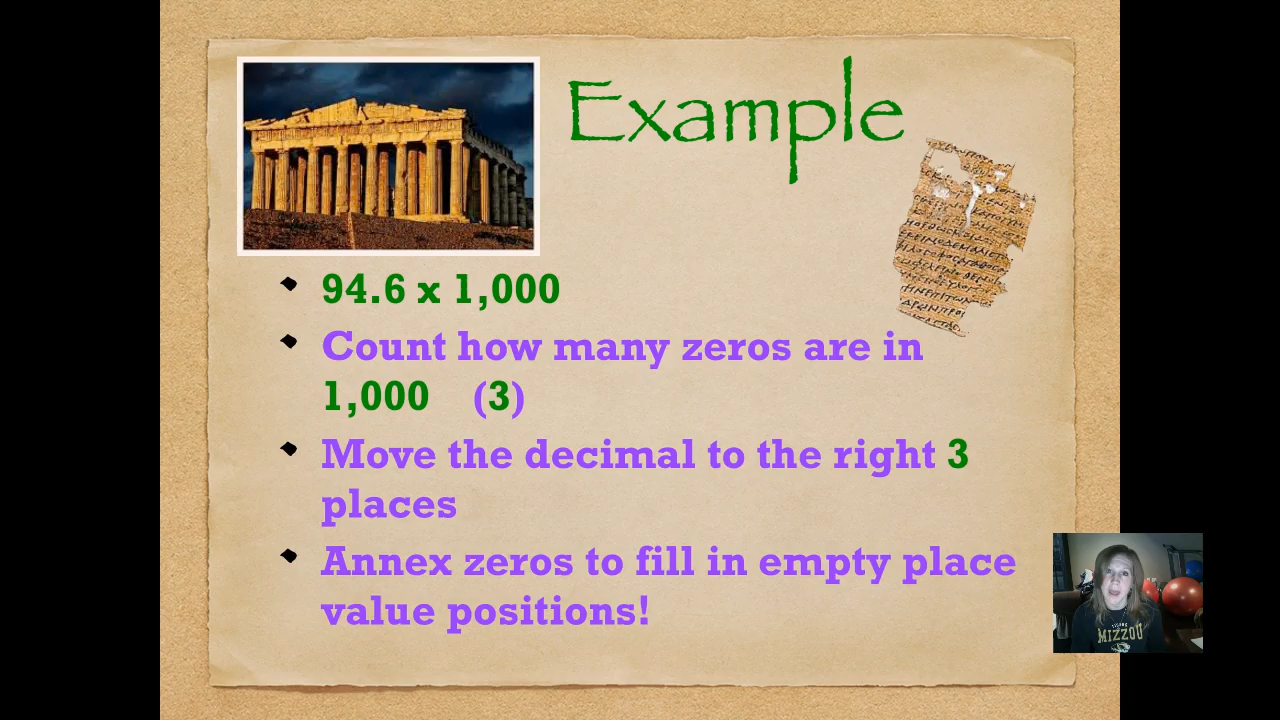 Example
94.6 x 1,000
Count how many zeros are in
1,000 (3)
Move the decimal to the right 3
places
Annex zeros to fill in empty place
value positions!
MIZZOU